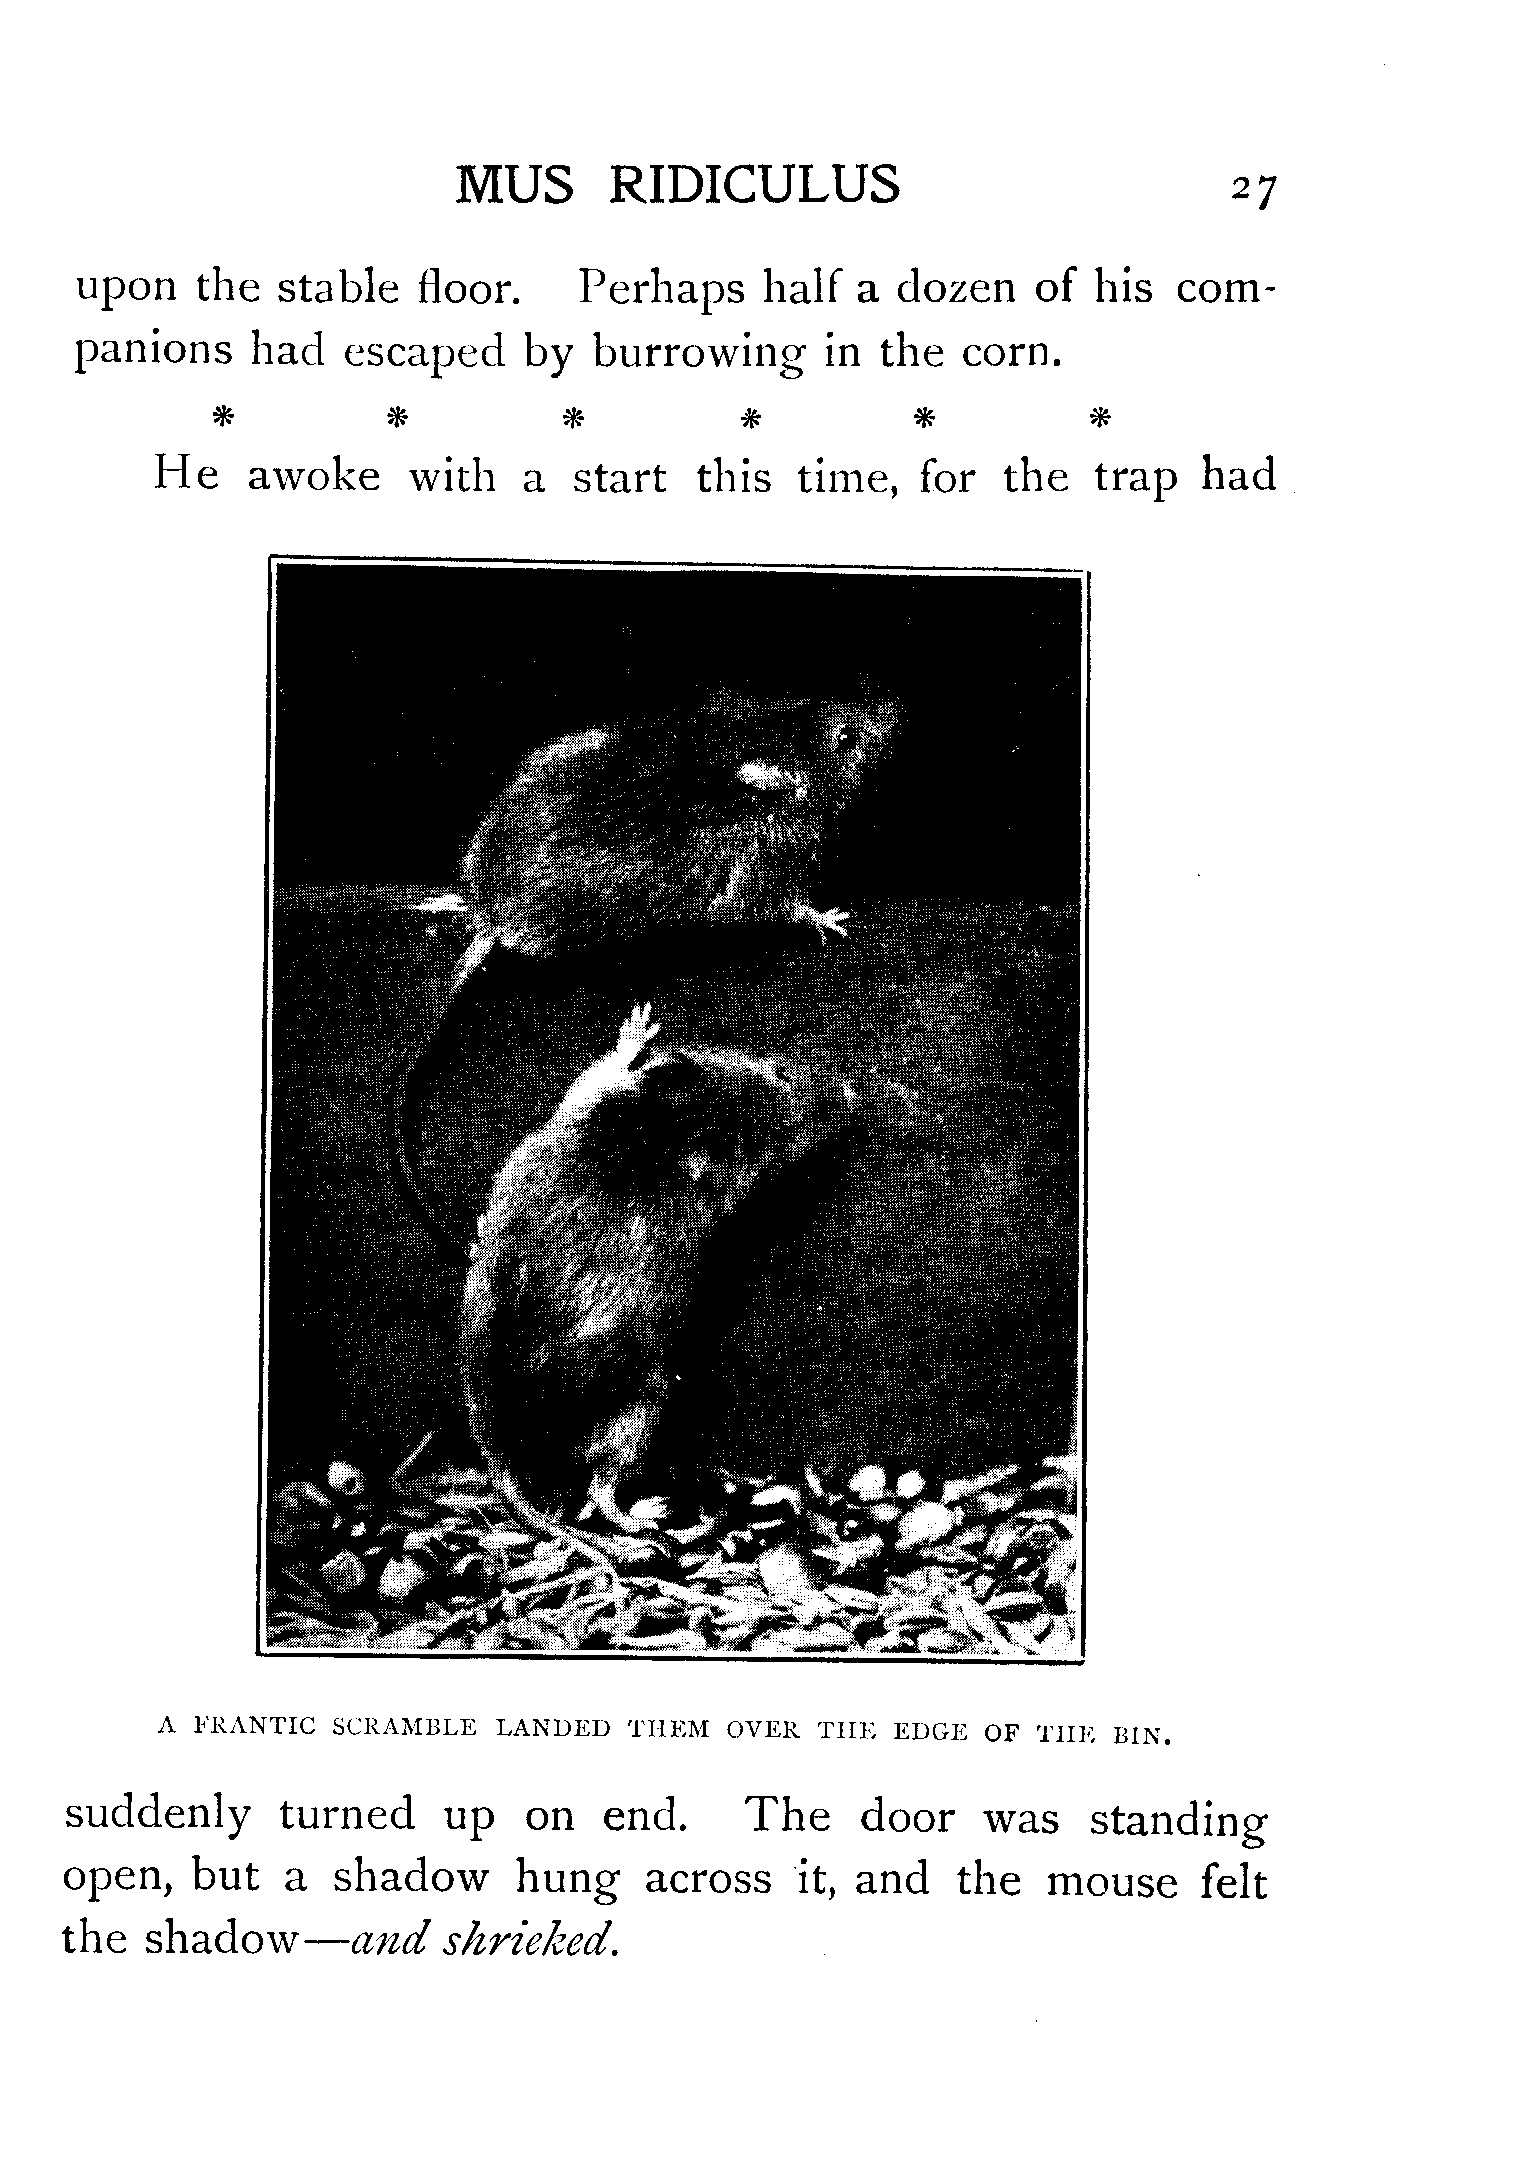 MUS RIDICULUS 27
upon the stable floor. Perhaps half a dozen of his com-
panions had escaped by burrowing in the corn.
* * * * * *
He awoke with a start this time, for the trap had
A FRANTIC SCRAMBLE LANDED THEM OVER THE EDGE OF THE BIN.
suddenly turned up on end. The door was standing
open, but a shadow hung across it, and the mouse felt
the shadow—and shrieked.